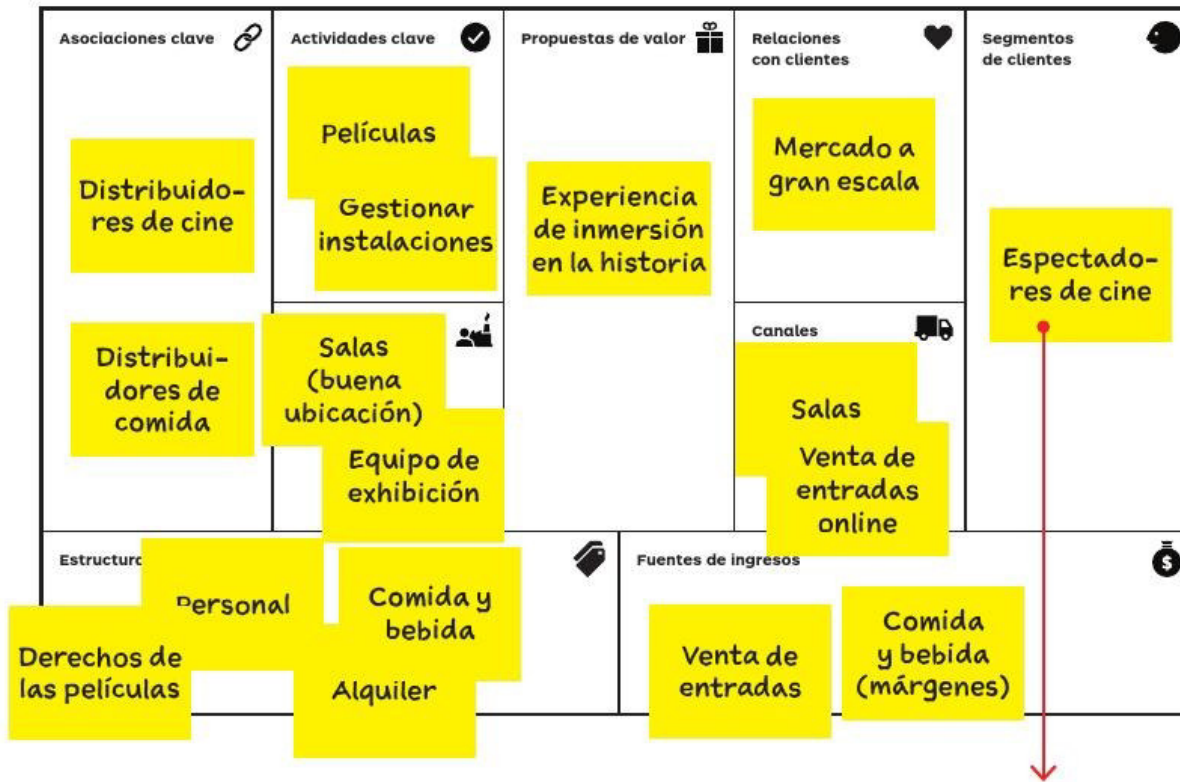 Asociaciones clave
Distribuido-
res de cine
Distribui-
dores de
comida
Actividades clave
Películas
Gestionar
instalaciones
Salas
(buena
ubicación)
Equipo de
exhibición
Propuestas de valor
Experiencia
de inmersión
en la historia
Relaciones
con clientes
Mercado a
gran escala
Canales
Salas
Venta de
entradas
online
Segmentos
de clientes
Espectado-
res de cine
Personal
Derechos de
las películas
Comida y
bebida
Alquiler
Fuentes de ingresos
Venta de
entradas
Comida
y bebida
(márgenes)
$